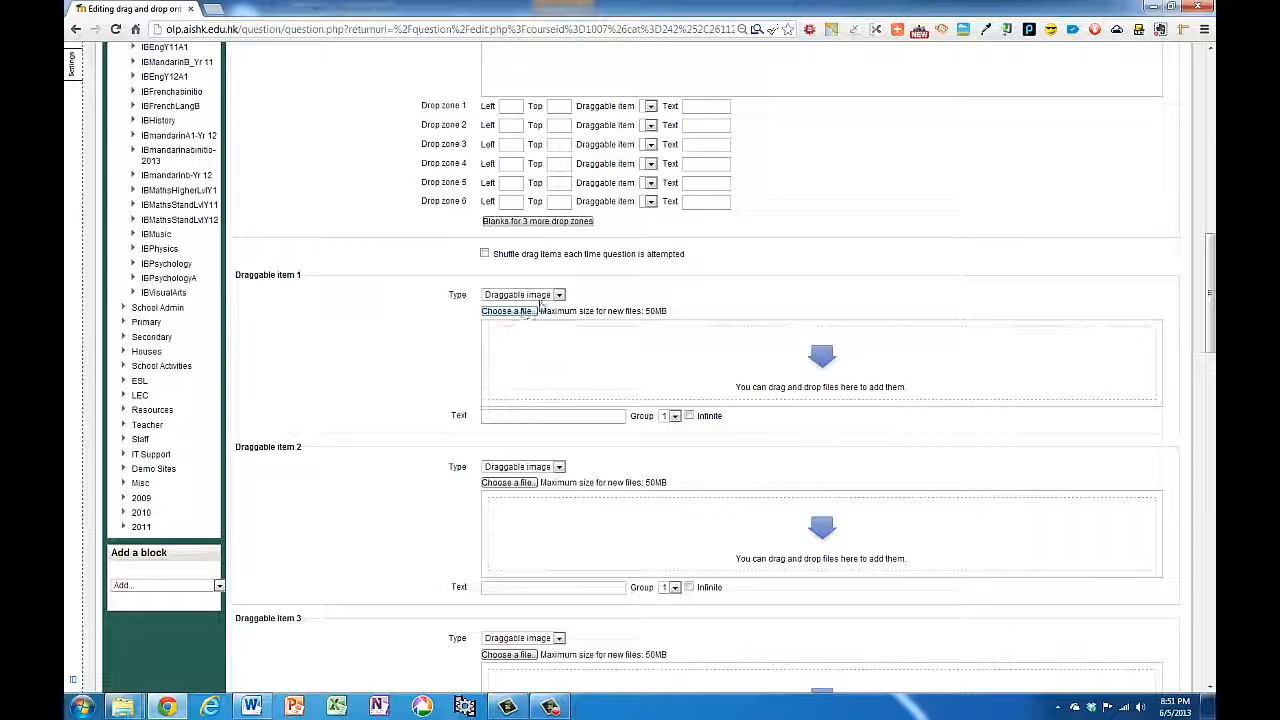 Editing drag and drop ont
olp.aishk.edu.hk/question/question.php?returnurl=%2Fquestion%2Fedit.php%3Fcourseid%3D1007%26cat%3D242%252C26112
Settings
IBEngY11A1
IBMandarinB_Yr 11
IBEngY12A1
IBFrenchabinitio
IBFrenchLangB
IBHistory
IBmandarinA1-Yr 12
IBmandarinabinitio-
2013
IBmandarinb-Yr 12
IBMathsHigherLvlY1
IBMathsStandLvlY11
IBMathsStandLvlY12
IBMusic
IBPhysics
IBPsychology
IBPsychologyA
IBVisualArts
School Admin
Primary
Secondary
Houses
School Activities
ESL
LEC
Resources
Teacher
Staff
IT Support
Demo Sites
Misc
2009
2010
2011
Add a block
Add...
Drop zone 1 Left Top Draggable item Text
Drop zone 2 Left Top Draggable item Text
Drop zone 3 Left Top Draggable item Text
Drop zone 4 Left Top Draggable item Text
Drop zone 5 Left Top Draggable item Text
Drop zone 6 Left Top Draggable item Text
Blanks for 3 more drop zones
Shuffle drag items each time question is attempted
Draggable item 1
Type Draggable image
Choose a file... Maximum size for new files: 50MB
You can drag and drop files here to add them.
Text Group 1 Infinite
Draggable item 2
Type Draggable image
Choose a file... Maximum size for new files: 50MB
You can drag and drop files here to add them.
Text Group 1 Infinite
Draggable item 3
Type Draggable image
Choose a file... Maximum size for new files: 50MB
8:51 PM
6/5/2013